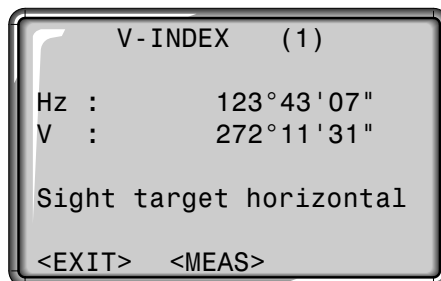 V-INDEX (1)
Hz : 123°43'07"
V : 272°11'31"
Sight target horizontal
<EXIT> <MEAS>